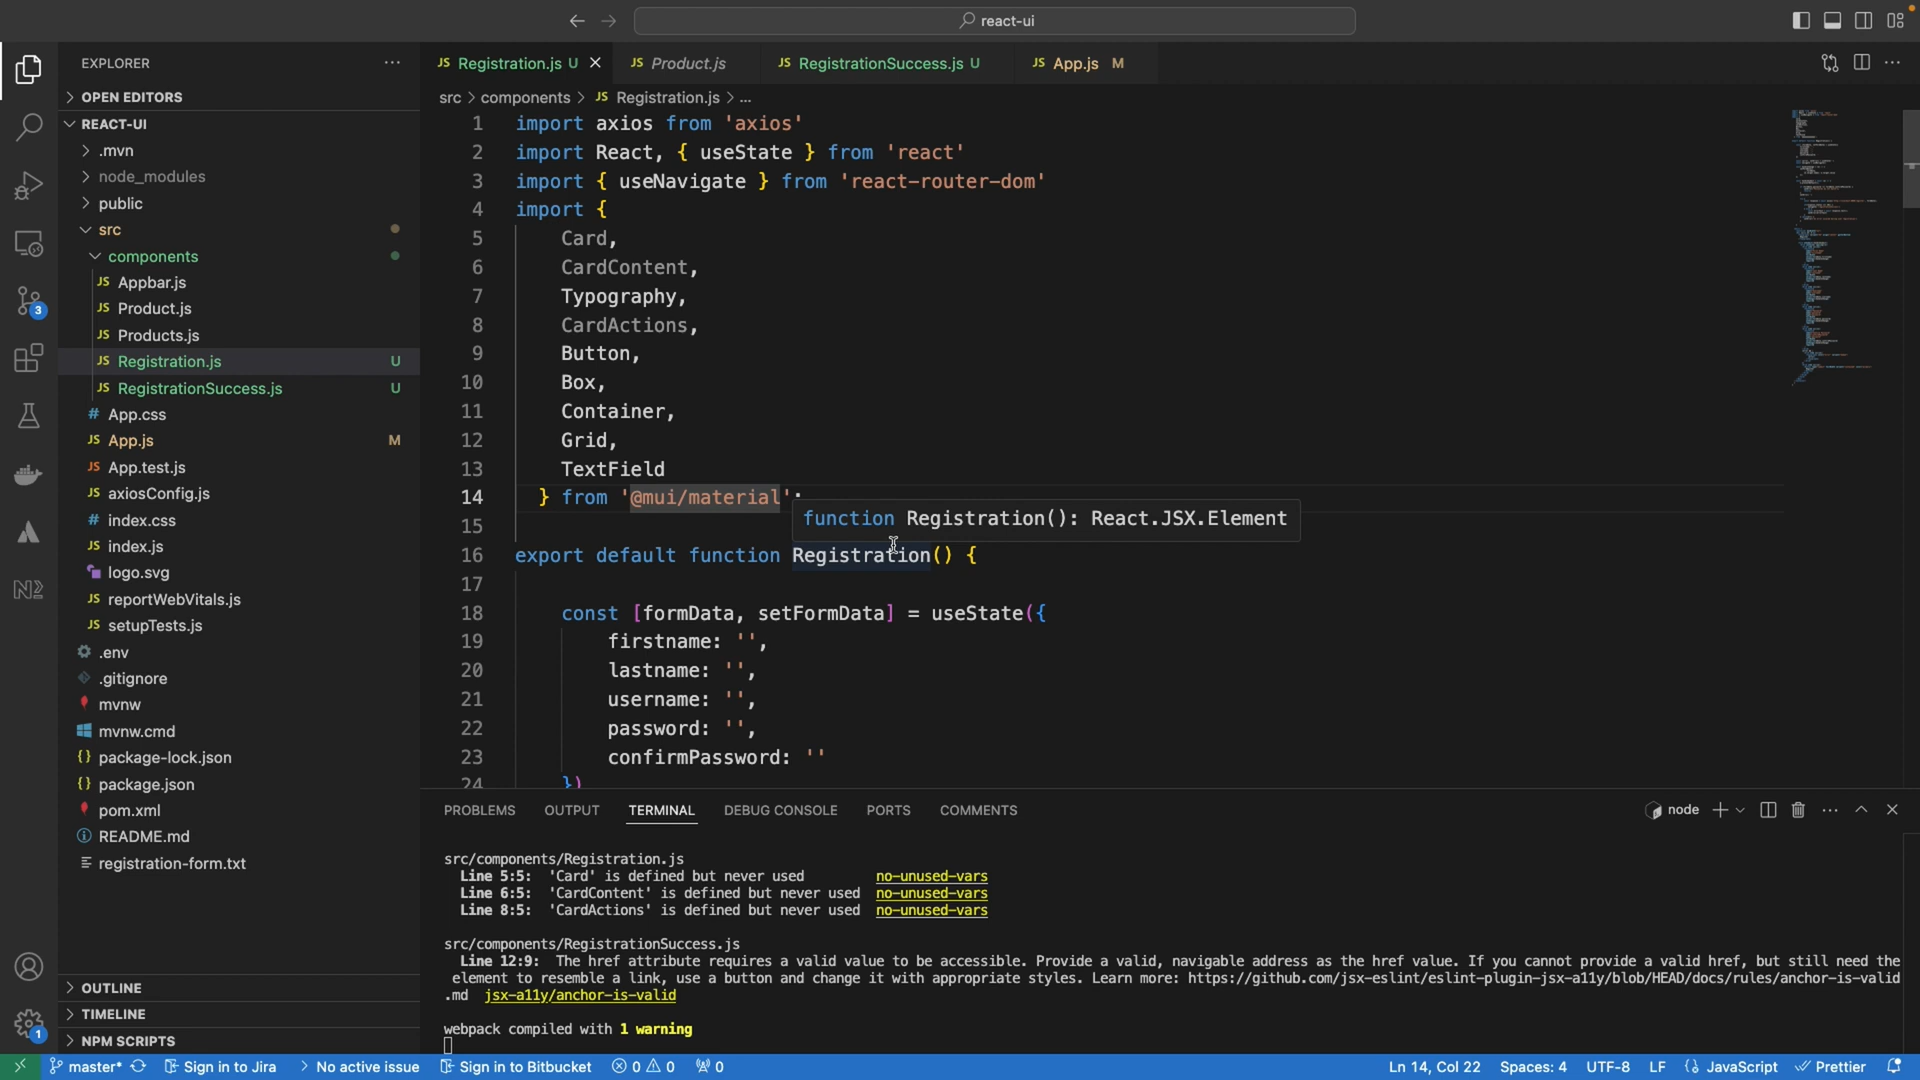 react-ui
EXPLORER
OPEN EDITORS
REACT-UI
.mvn
node_modules
public
src
components
JS Appbar.js
JS Product.js
JS Products.js
JS Registration.js U
JS RegistrationSuccess.js U
# App.css
JS App.js M
JS App.test.js
JS axiosConfig.js
# index.css
JS index.js
logo.svg
JS reportWebVitals.js
JS setupTests.js
.env
.gitignore
mvnw
mvnw.cmd
{} package-lock.json
{} package.json
pom.xml
README.md
registration-form.txt
OUTLINE
TIMELINE
NPM SCRIPTS
3
1
JS Registration.js U
JS Product.js
JS RegistrationSuccess.js U
JS App.js M
src > components > JS Registration.js > ...
1 import axios from 'axios'
2 import React, { useState } from 'react'
3 import { useNavigate } from 'react-router-dom'
4 import {
5 Card,
6 CardContent,
7 Typography,
8 CardActions,
9 Button,
10 Box,
11 Container,
12 Grid,
13 TextField
14 } from '@mui/material';
function Registration(): React.JSX.Element
15
16 export default function Registration() {
17
18 const [formData, setFormData] = useState({
19 firstname: '',
20 lastname: '',
21 username: '',
22 password: '',
23 confirmPassword: ''
24 })
PROBLEMS OUTPUT TERMINAL DEBUG CONSOLE PORTS COMMENTS
node
src/components/Registration.js
Line 5:5: 'Card' is defined but never used no-unused-vars
Line 6:5: 'CardContent' is defined but never used no-unused-vars
Line 8:5: 'CardActions' is defined but never used no-unused-vars
src/components/RegistrationSuccess.js
Line 12:9: The href attribute requires a valid value to be accessible. Provide a valid, navigable address as the href value. If you cannot provide a valid href, but still need the
element to resemble a link, use a button and change it with appropriate styles. Learn more: https://github.com/jsx-eslint/eslint-plugin-jsx-a11y/blob/HEAD/docs/rules/anchor-is-valid
.md jsx-a11y/anchor-is-valid
webpack compiled with 1 warning
master* Sign in to Jira No active issue Sign in to Bitbucket 0 0 0 Ln 14, Col 22 Spaces: 4 UTF-8 LF {} JavaScript Prettier